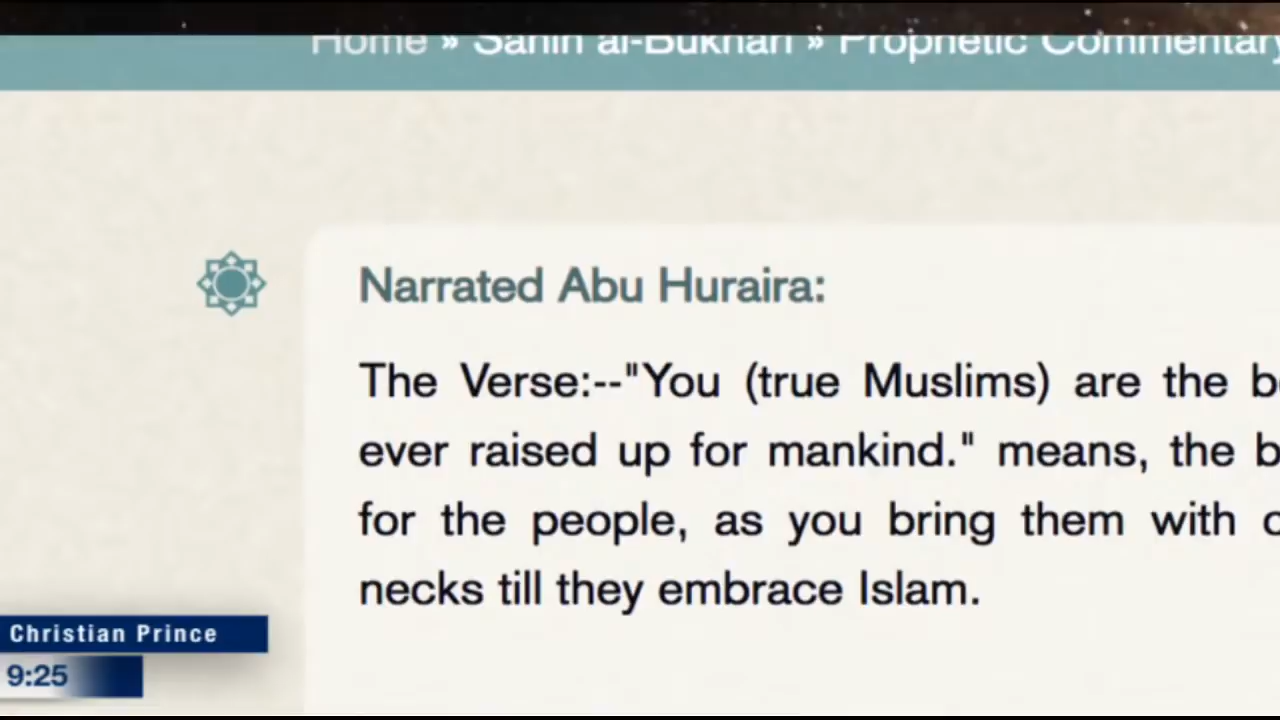 Home » Sahih al-Bukhari » Prophetic Commentary
Narrated Abu Huraira:
The Verse:--"You (true Muslims) are the
ever raised up for mankind." means, the
for the people, as you bring them with
necks till they embrace Islam.
Christian Prince
9:25